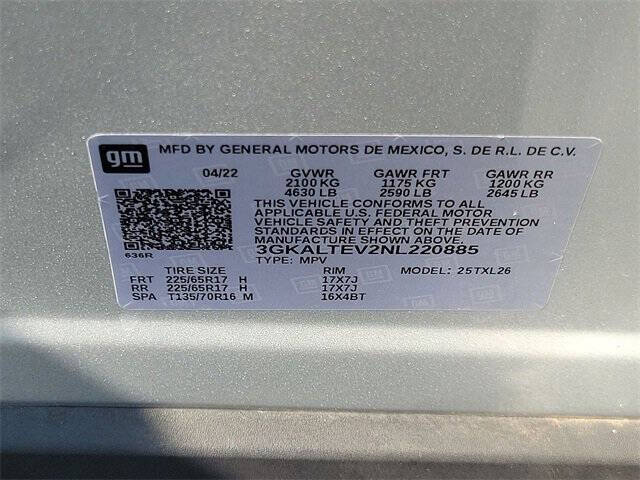 gm MFD BY GENERAL MOTORS DE MEXICO, S. DE R.L. DE C.V.
04/22 GVWR GAWR FRT GAWR RR
2100 KG 1175 KG 1200 KG
4630 LB 2590 LB 2645 LB
THIS VEHICLE CONFORMS TO ALL
APPLICABLE U.S. FEDERAL MOTOR
VEHICLE SAFETY AND THEFT PREVENTION
STANDARDS IN EFFECT ON THE DATE OF
MANUFACTURE SHOWN ABOVE.
3GKALTEV2NL220885
636R
TYPE: MPV
TIRE SIZE RIM MODEL: 25TXL26
FRT 225/65R17 H 17X7J
RR 225/65R17 H 17X7J
SPA T135/70R16 M 16X4BT